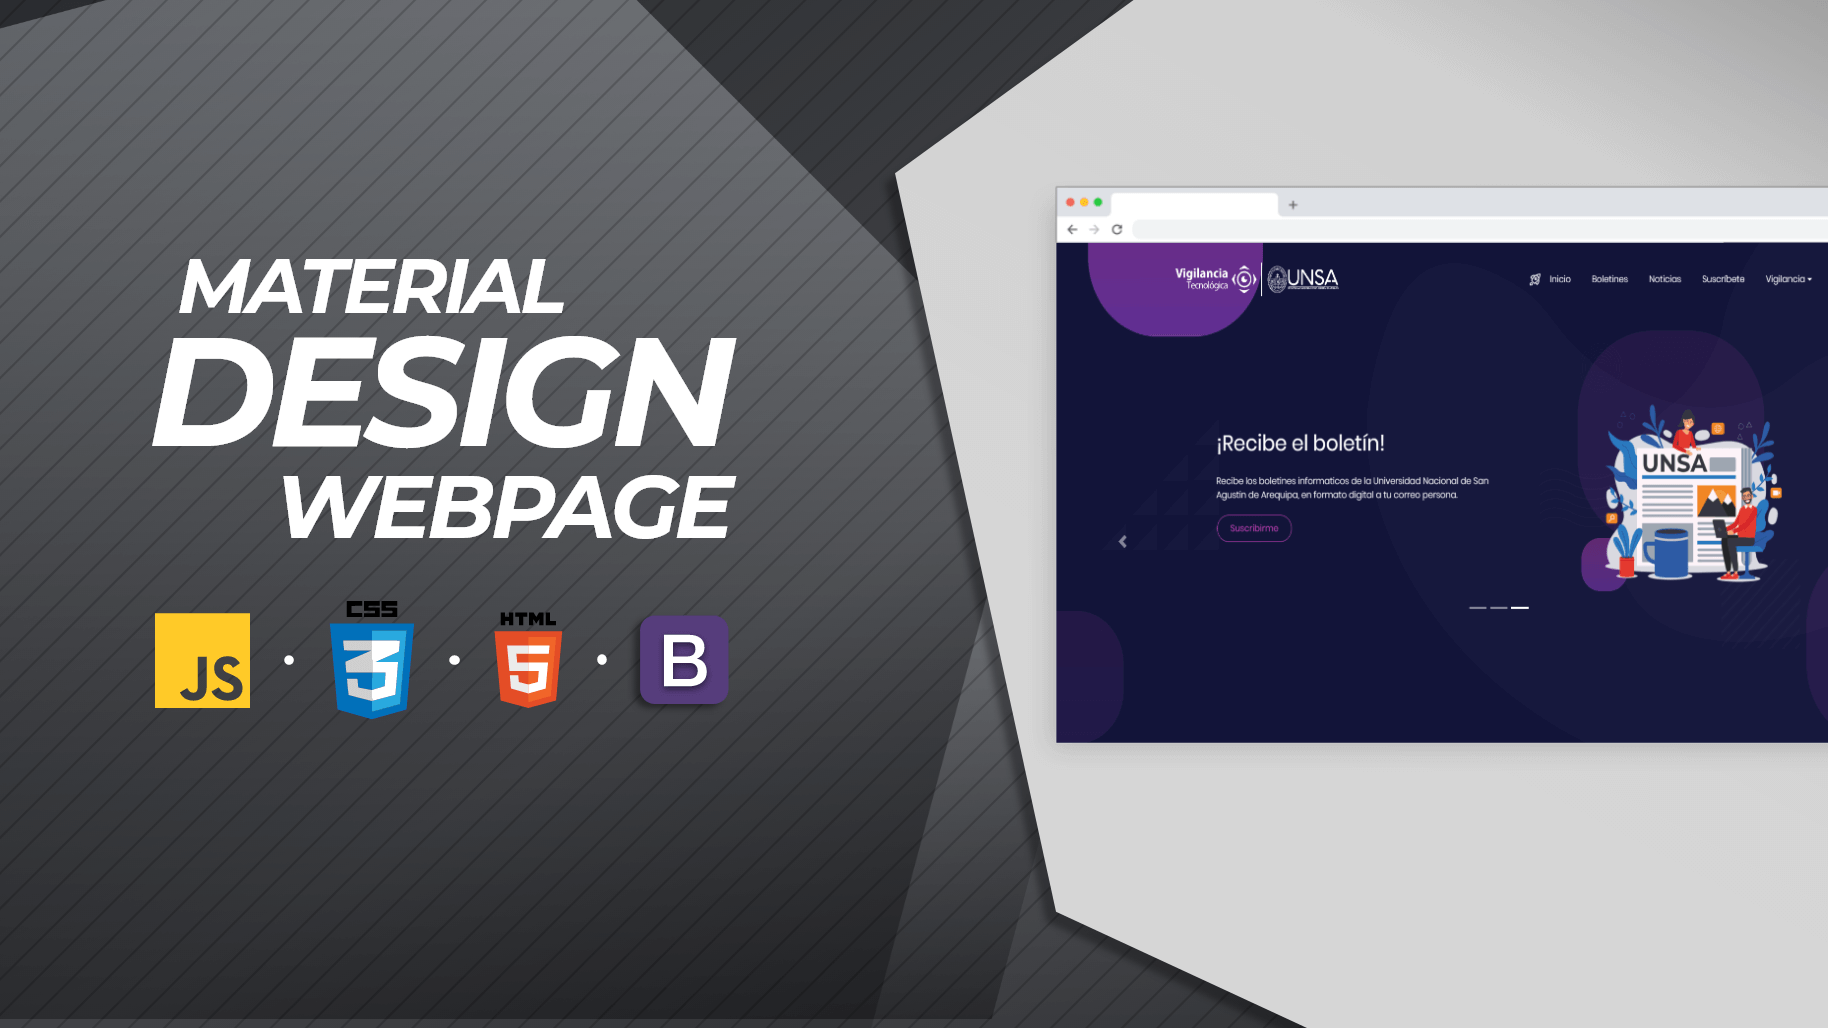 MATERIAL
DESIGN
WEBPAGE
JS
CSS
3
HTML
5
B
Vigilancia
Tecnológica
UNSA
Inicio
Boletines
Noticias
Suscríbete
Vigilancia
¡Recibe el boletín!
Recibe los boletines informaticos de la Universidad Nacional de San
Agustin de Arequipa, en formato digital a tu correo persona.
Suscribirme
UNSA